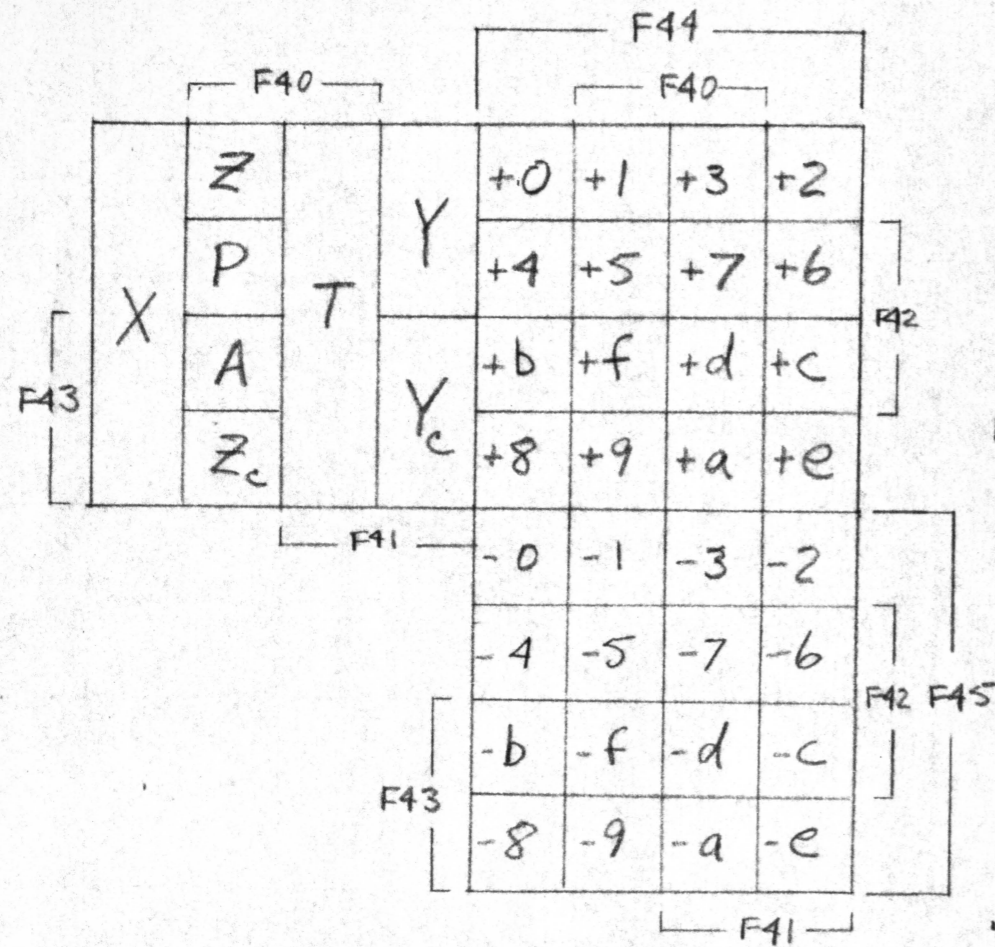 F44
F40 F40
Z +0 +1 +3 +2
Y
P +4 +5 +7 +6
X T F42
A +b +f +d +c
F43 Yc
Zc +8 +9 +a +e
F41 -0 -1 -3 -2
-4 -5 -7 -6
F42 F45
-b -f -d -c
F43
-8 -9 -a -e
F41